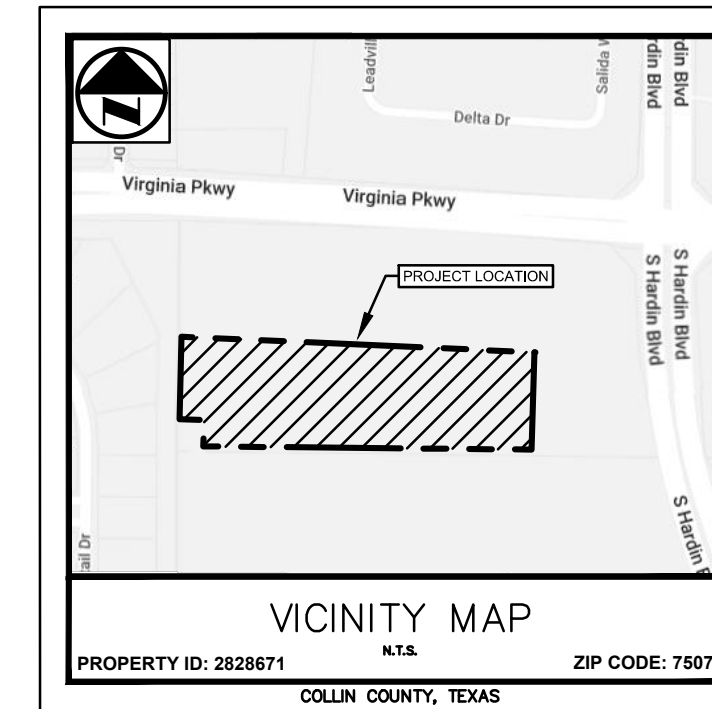 Leadvill
Salida
rdin Blvd
rdin Blvd
Delta Dr
N
Dr
Virginia Pkwy
Virginia Pkwy
PROJECT LOCATION
S Hardin Blvd
S Hardin Blvd
S Hardin
ail Dr
VICINITY MAP
N.T.S.
PROPERTY ID: 2828671
ZIP CODE: 7507
COLLIN COUNTY, TEXAS